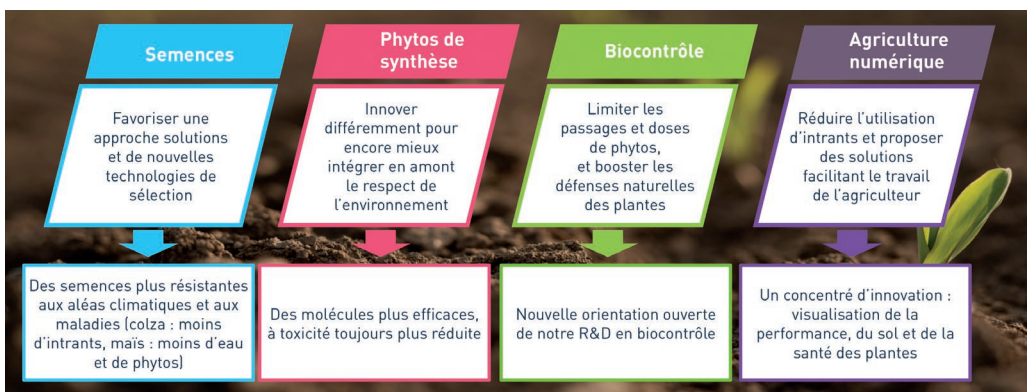 Semences
Favoriser une
approche solutions
et de nouvelles
technologies de
sélection
Des semences plus résistantes
aux aléas climatiques et aux
maladies (colza : moins
d'intrants, maïs : moins d'eau
et de phytos)
Phytos de
synthèse
Innover
différemment pour
encore mieux
intégrer en amont
le respect de
l'environnement
Des molécules plus efficaces,
à toxicité toujours plus réduite
Biocontrôle
Limiter les
passages et doses
de phytos,
et booster les
défenses naturelles
des plantes
Nouvelle orientation ouverte
de notre R&D en biocontrôle
Agriculture
numérique
Réduire l'utilisation
d'intrants et proposer
des solutions
facilitant le travail
de l'agriculteur
Un concentré d'innovation :
visualisation de la
performance, du sol et de la
santé des plantes